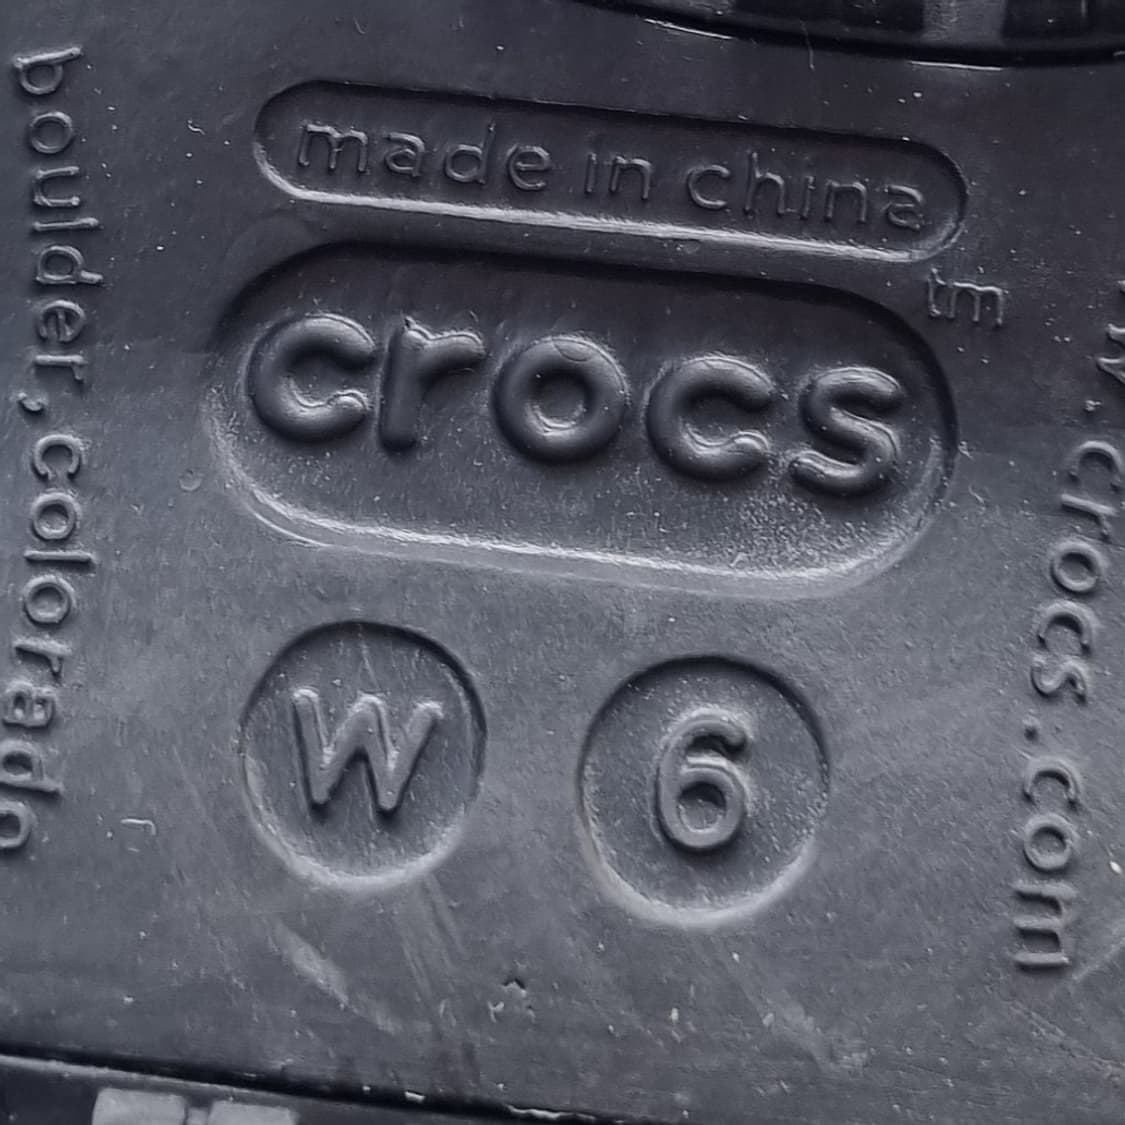 made in china
crocs
tm
W 6
boulder, colorado
w.crocs.com